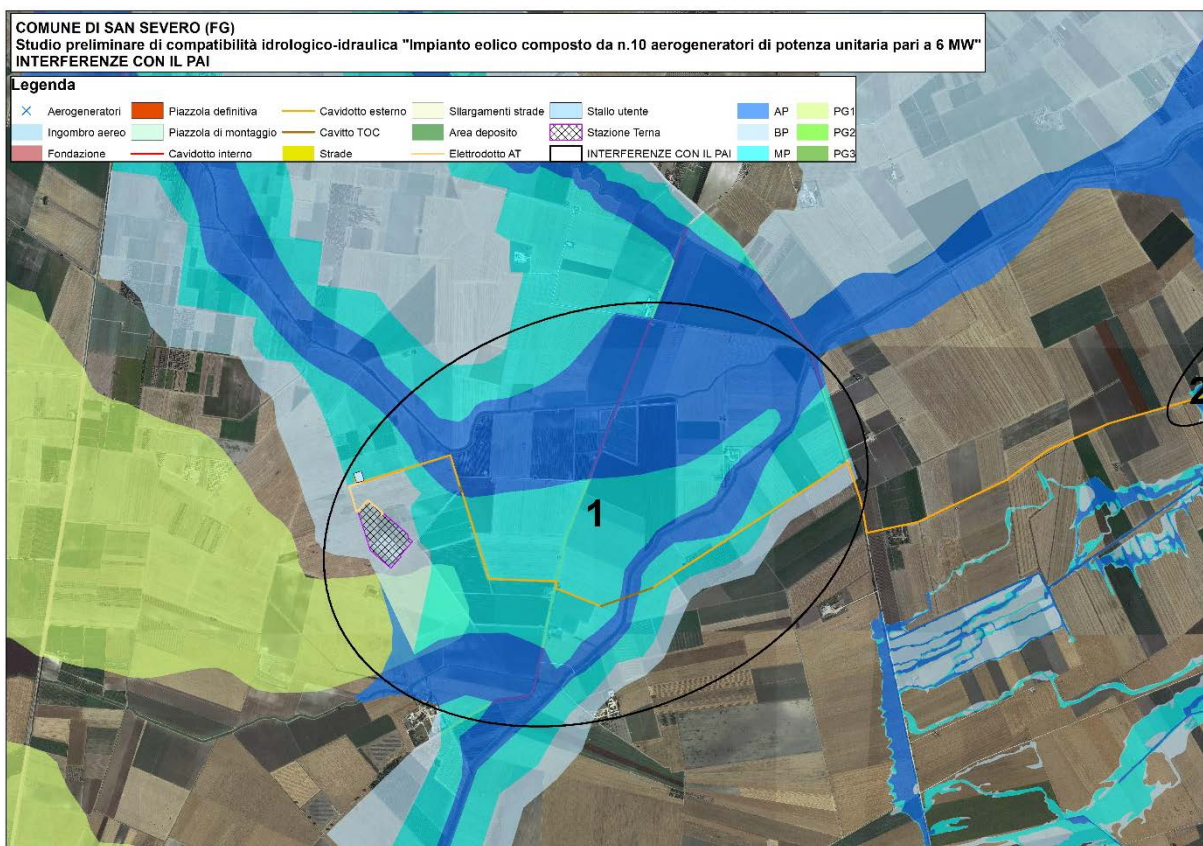 COMUNE DI SAN SEVERO (FG)
Studio preliminare di compatibilità idrologico-idraulica "Impianto eolico composto da n.10 aerogeneratori di potenza unitaria pari a 6 MW"
INTERFERENZE CON IL PAI
Legenda
Aerogeneratori Piazzola definitiva Cavidotto esterno Sllargamenti strade Stallo utente AP PG1
Ingombro aereo Piazzola di montaggio Cavitto TOC Area deposito Stazione Terna BP PG2
Fondazione Cavidotto interno Strade Elettrodotto AT INTERFERENZE CON IL PAI MP PG3
2
1